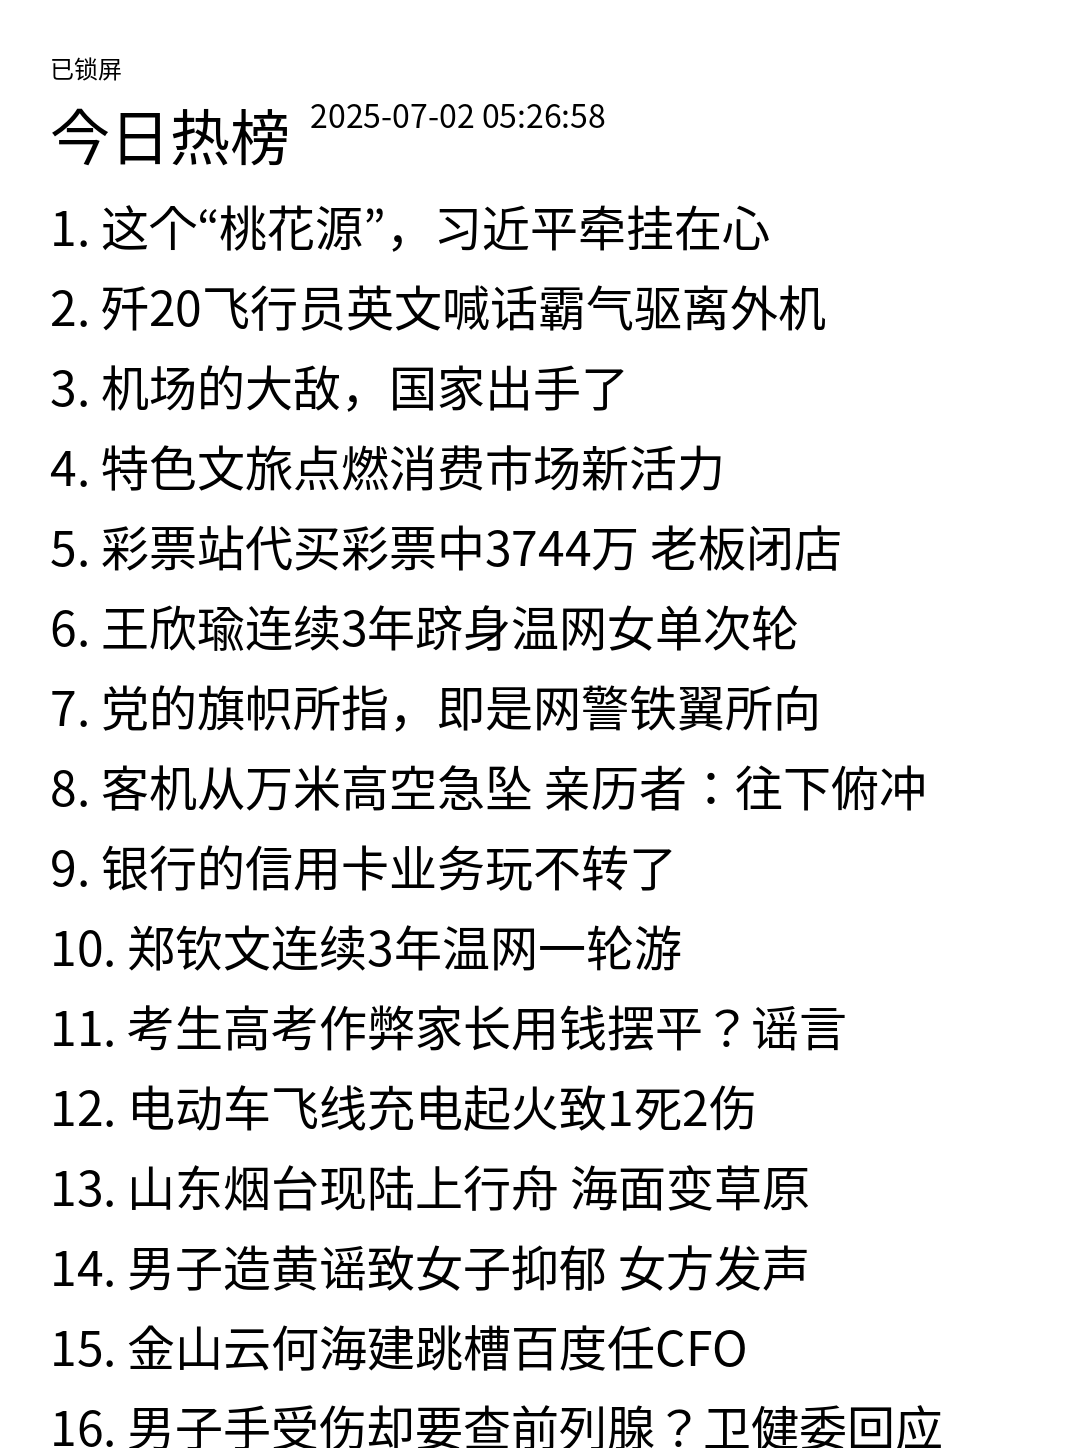 已锁屏
今日热榜 2025-07-02 05:26:58
1. 这个“桃花源”，习近平牵挂在心
2. 歼20飞行员英文喊话霸气驱离外机
3. 机场的大敌，国家出手了
4. 特色文旅点燃消费市场新活力
5. 彩票站代买彩票中3744万 老板闭店
6. 王欣瑜连续3年跻身温网女单次轮
7. 党的旗帜所指，即是网警铁翼所向
8. 客机从万米高空急坠 亲历者：往下俯冲
9. 银行的信用卡业务玩不转了
10. 郑钦文连续3年温网一轮游
11. 考生高考作弊家长用钱摆平？谣言
12. 电动车飞线充电起火致1死2伤
13. 山东烟台现陆上行舟 海面变草原
14. 男子造黄谣致女子抑郁 女方发声
15. 金山云何海建跳槽百度任CFO
16. 男子手受伤却要查前列腺？卫健委回应